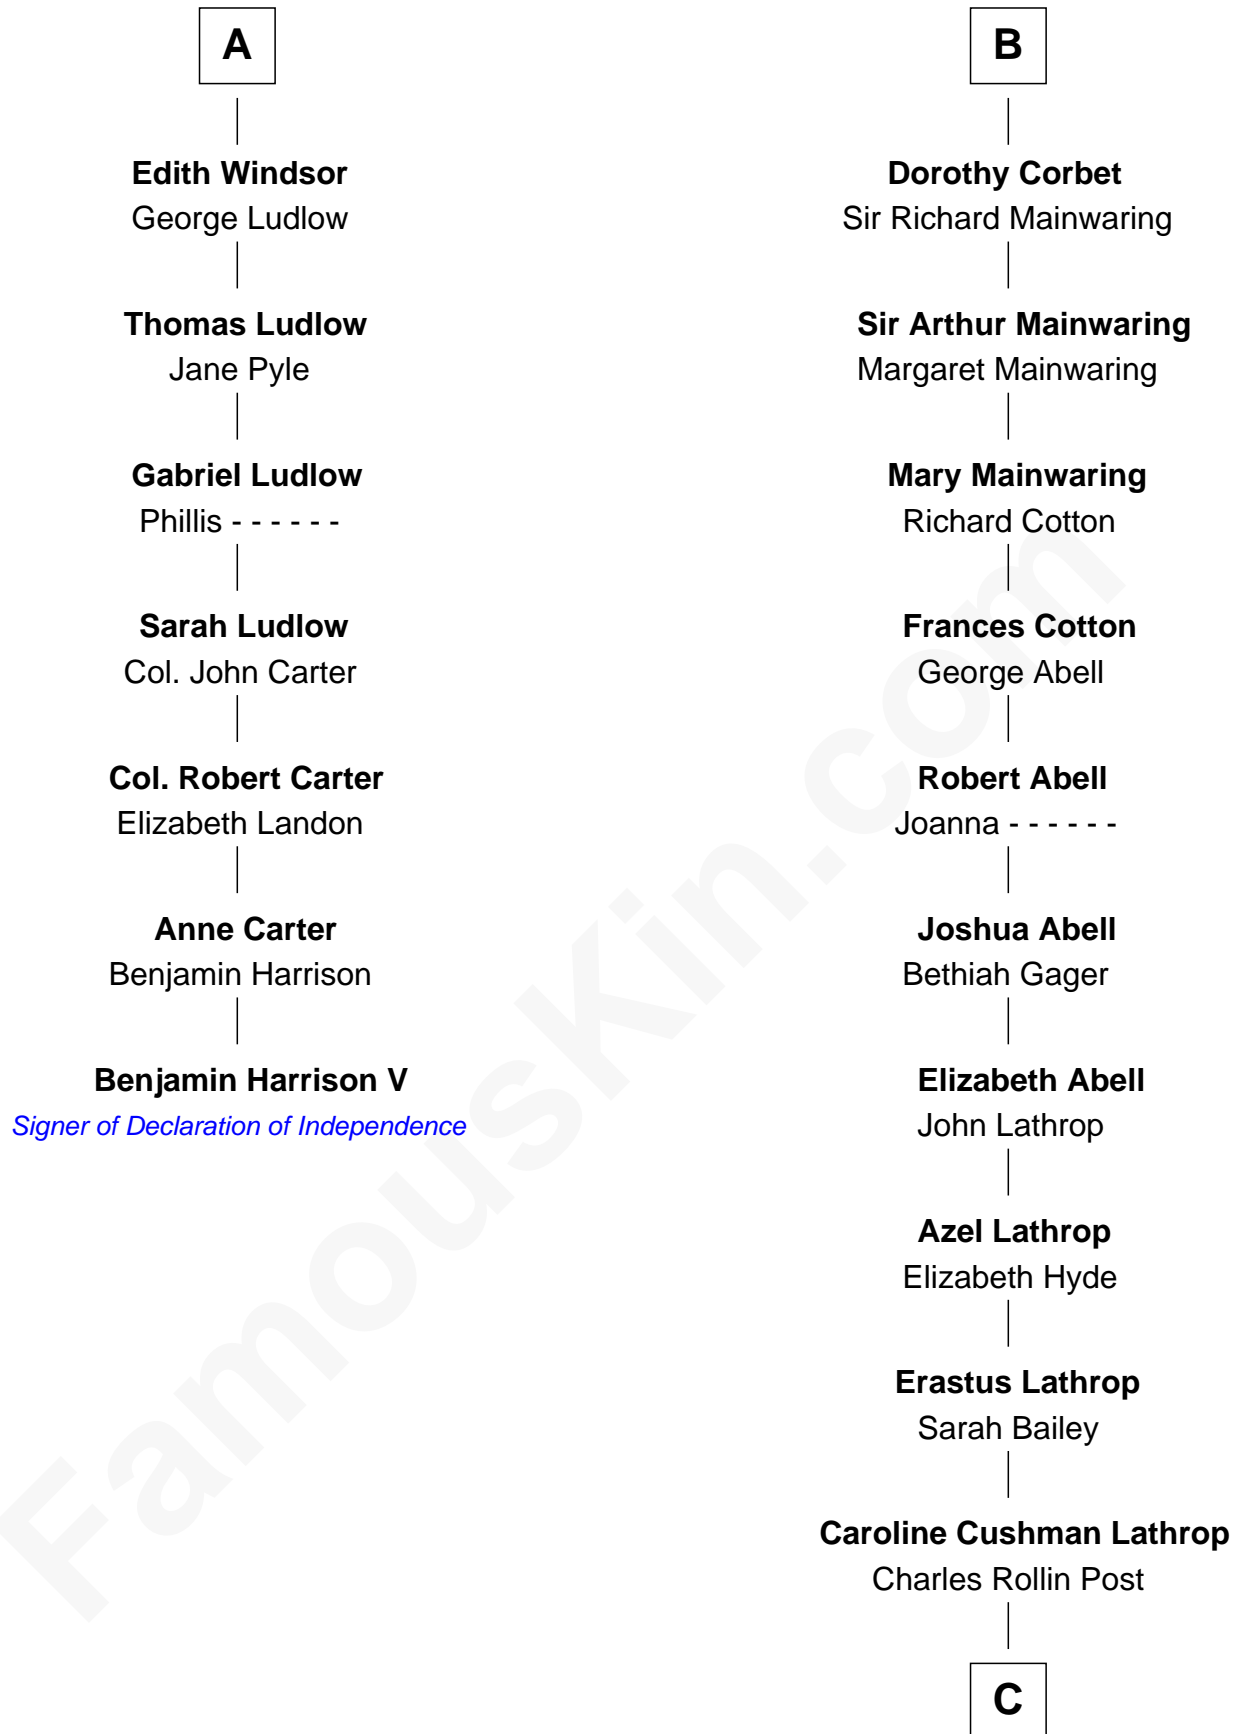 A
Edith Windsor
George Ludlow
Thomas Ludlow
Jane Pyle
Gabriel Ludlow
Phillis - - - - - -
Sarah Ludlow
Col. John Carter
Col. Robert Carter
Elizabeth Landon
Anne Carter
Benjamin Harrison
Benjamin Harrison V
Signer of Declaration of Independence
B
Dorothy Corbet
Sir Richard Mainwaring
Sir Arthur Mainwaring
Margaret Mainwaring
Mary Mainwaring
Richard Cotton
Frances Cotton
George Abell
Robert Abell
Joanna - - - - - -
Joshua Abell
Bethiah Gager
Elizabeth Abell
John Lathrop
Azel Lathrop
Elizabeth Hyde
Erastus Lathrop
Sarah Bailey
Caroline Cushman Lathrop
Charles Rollin Post
C
FamousKin.com